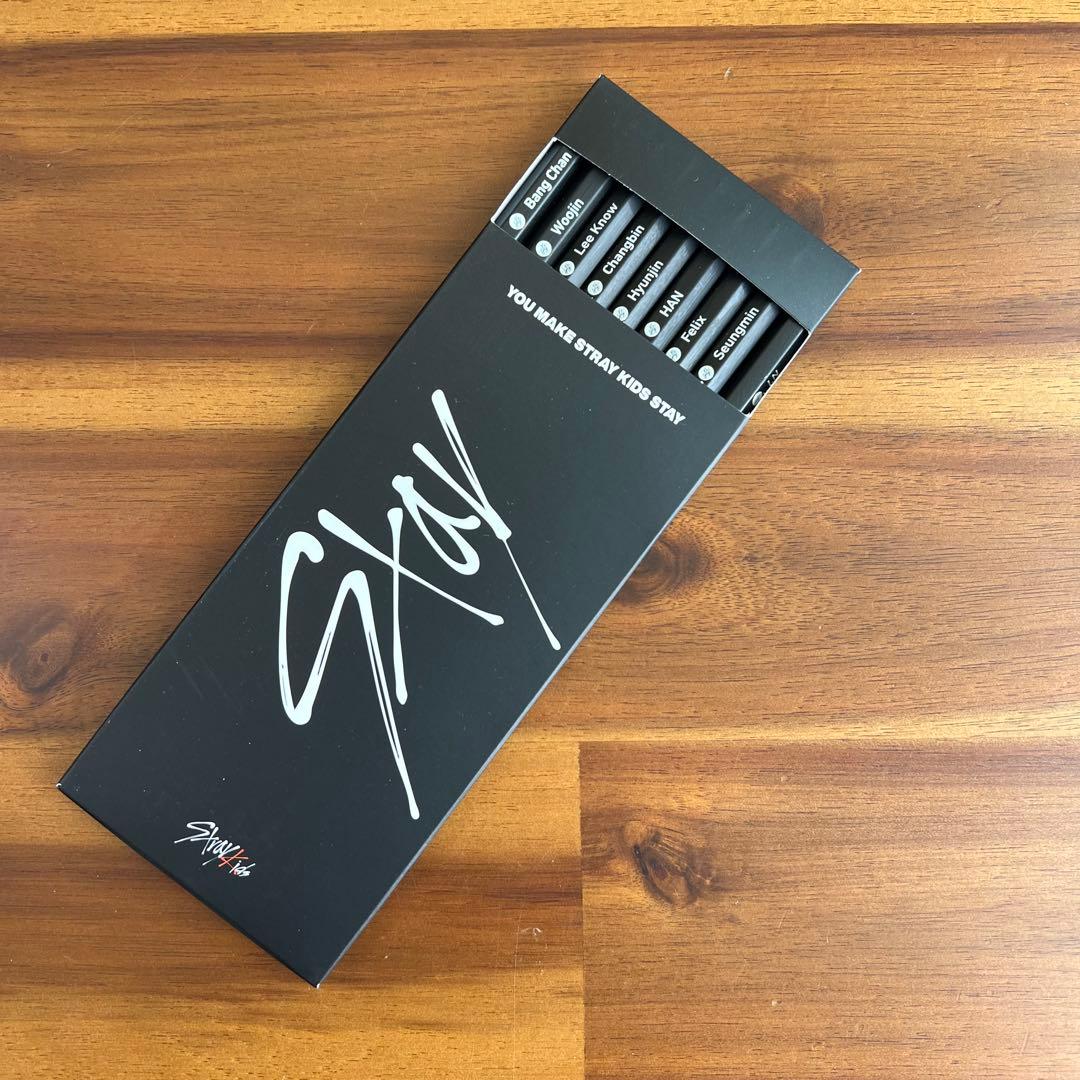 Bang Chan
Woojin
Lee Know
Changbin
Hyunjin
HAN
Felix
Seungmin
I.N
YOU MAKE STRAY KIDS STAY
Stay
Stray Kids